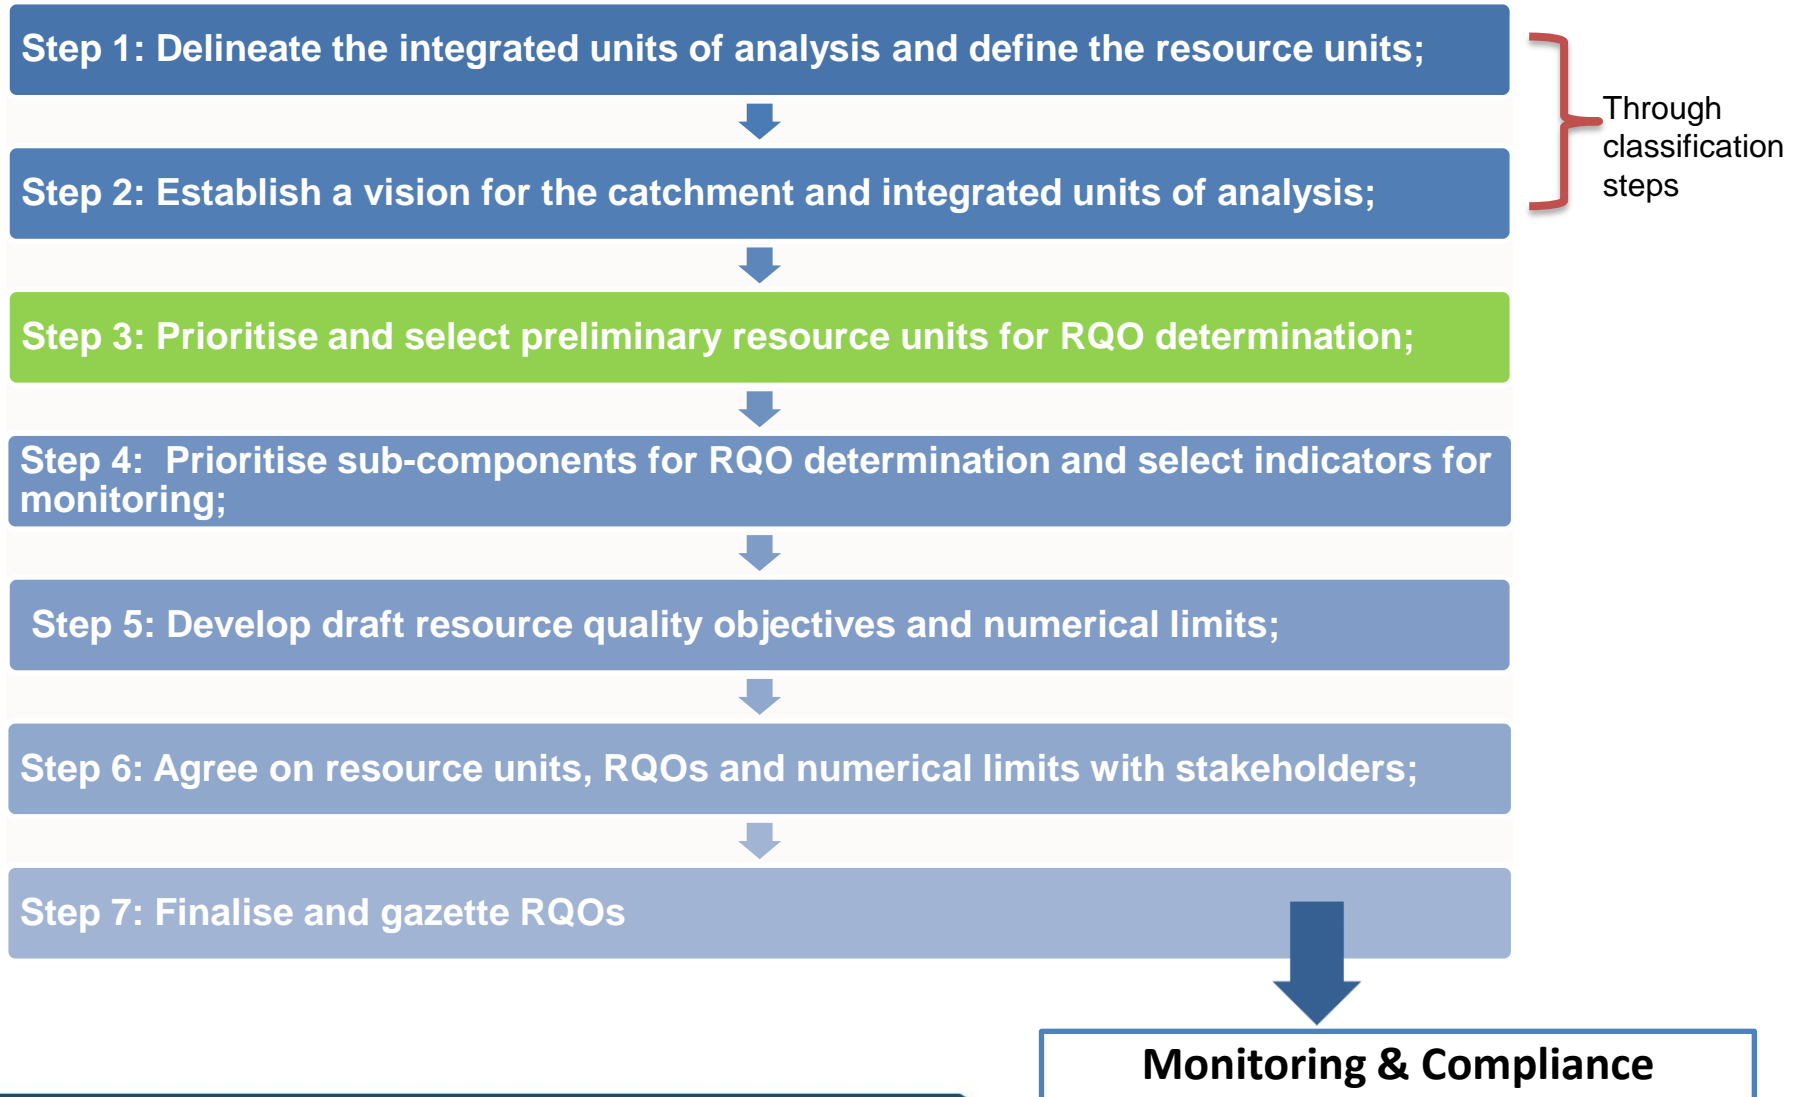 Step 1: Delineate the integrated units of analysis and define the resource units;
Through
classification
steps
Step 2: Establish a vision for the catchment and integrated units of analysis;
Step 3: Prioritise and select preliminary resource units for RQO determination;
Step 4:  Prioritise sub-components for RQO determination and select indicators for
monitoring;
Step 5: Develop draft resource quality objectives and numerical limits;
Step 6: Agree on resource units, RQOs and numerical limits with stakeholders;
Step 7: Finalise and gazette RQOs
Monitoring & Compliance